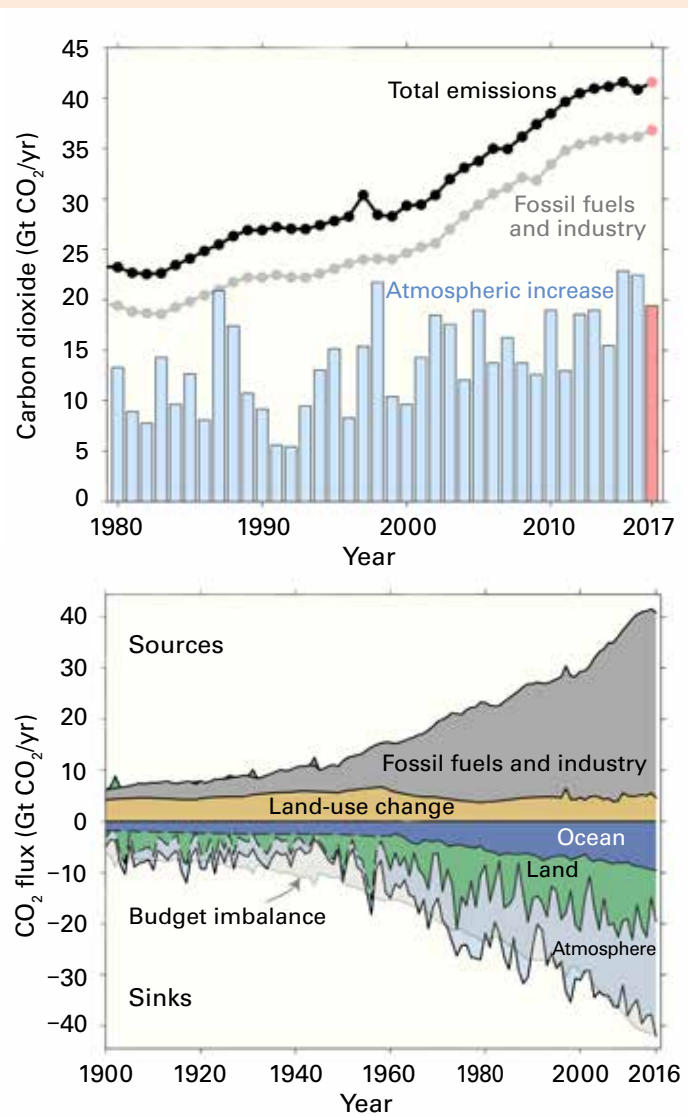 45
40
35
30
25
20
15
10
5
0
Carbon dioxide (Gt CO₂/yr)
Total emissions
Fossil fuels
and industry
Atmospheric increase
1980 1990 2000 2010 2017
Year
40
30
20
10
0
−10
−20
−30
−40
CO₂ flux (Gt CO₂/yr)
Sources
Fossil fuels and industry
Land-use change
Ocean
Land
Budget imbalance
Atmosphere
Sinks
1900 1920 1940 1960 1980 2000 2016
Year